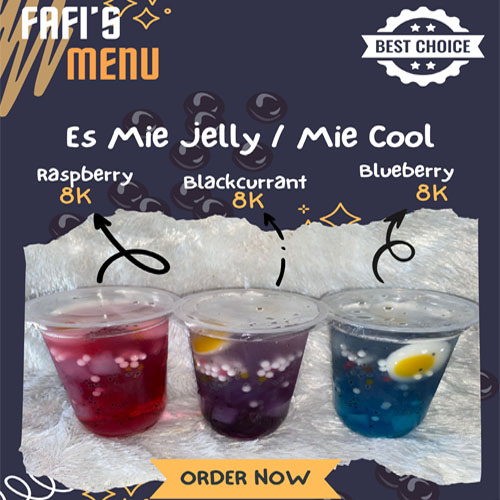 FAFI'S
MENU
BEST CHOICE
Es Mie Jelly / Mie Cool
Raspberry
8K
Blackcurrant
8K
Blueberry
8K
ORDER NOW